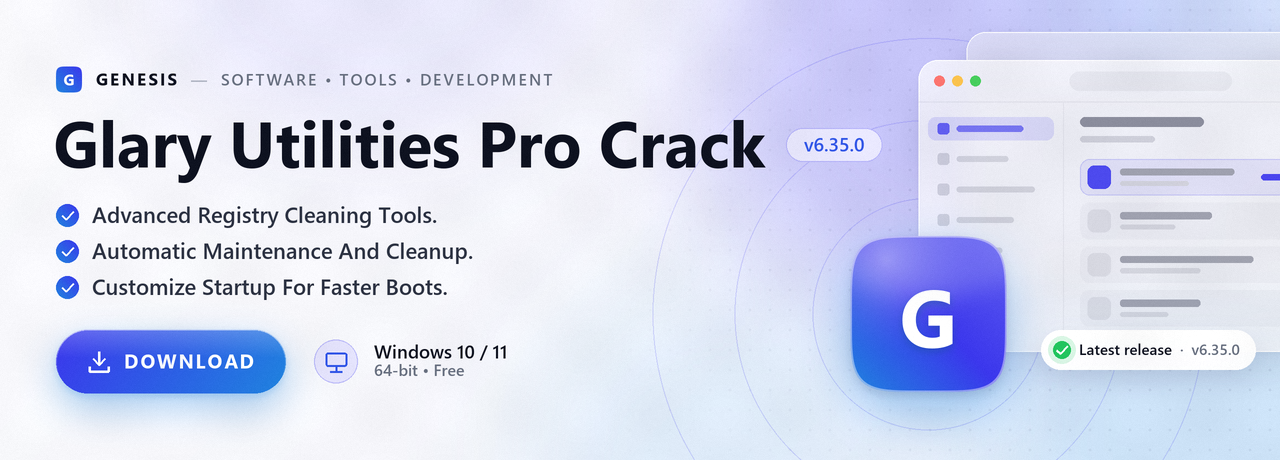 G GENESIS — SOFTWARE • TOOLS • DEVELOPMENT
Glary Utilities Pro Crack v6.35.0
Advanced Registry Cleaning Tools.
Automatic Maintenance And Cleanup.
Customize Startup For Faster Boots.
DOWNLOAD
Windows 10 / 11
64-bit • Free
G
Latest release · v6.35.0